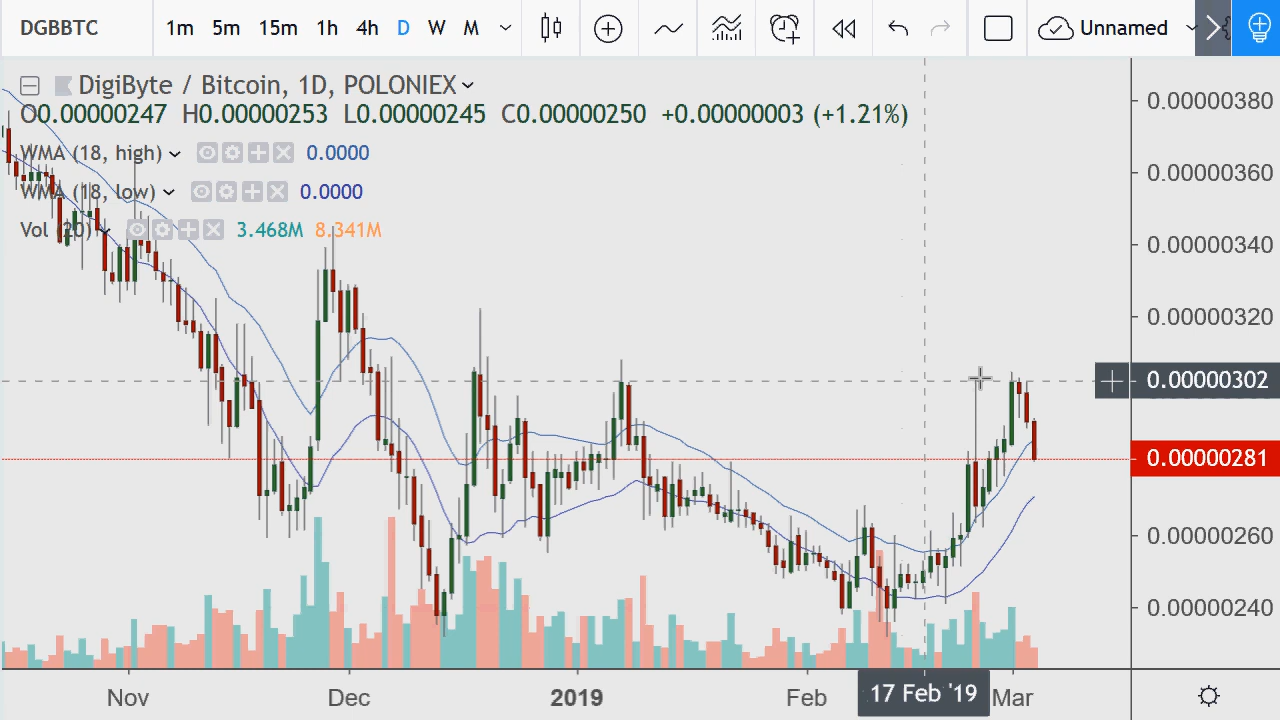 DGBBTC 1m 5m 15m 1h 4h D W M Unnamed
DigiByte / Bitcoin, 1D, POLONIEX
O0.00000247 H0.00000253 L0.00000245 C0.00000250 +0.00000003 (+1.21%)
WMA (18, high) 0.0000
WMA (18, low) 0.0000
Vol (20) 3.468M 8.341M
0.00000380
0.00000360
0.00000340
0.00000320
0.00000302
0.00000281
0.00000260
0.00000240
Nov Dec 2019 Feb 17 Feb '19 Mar